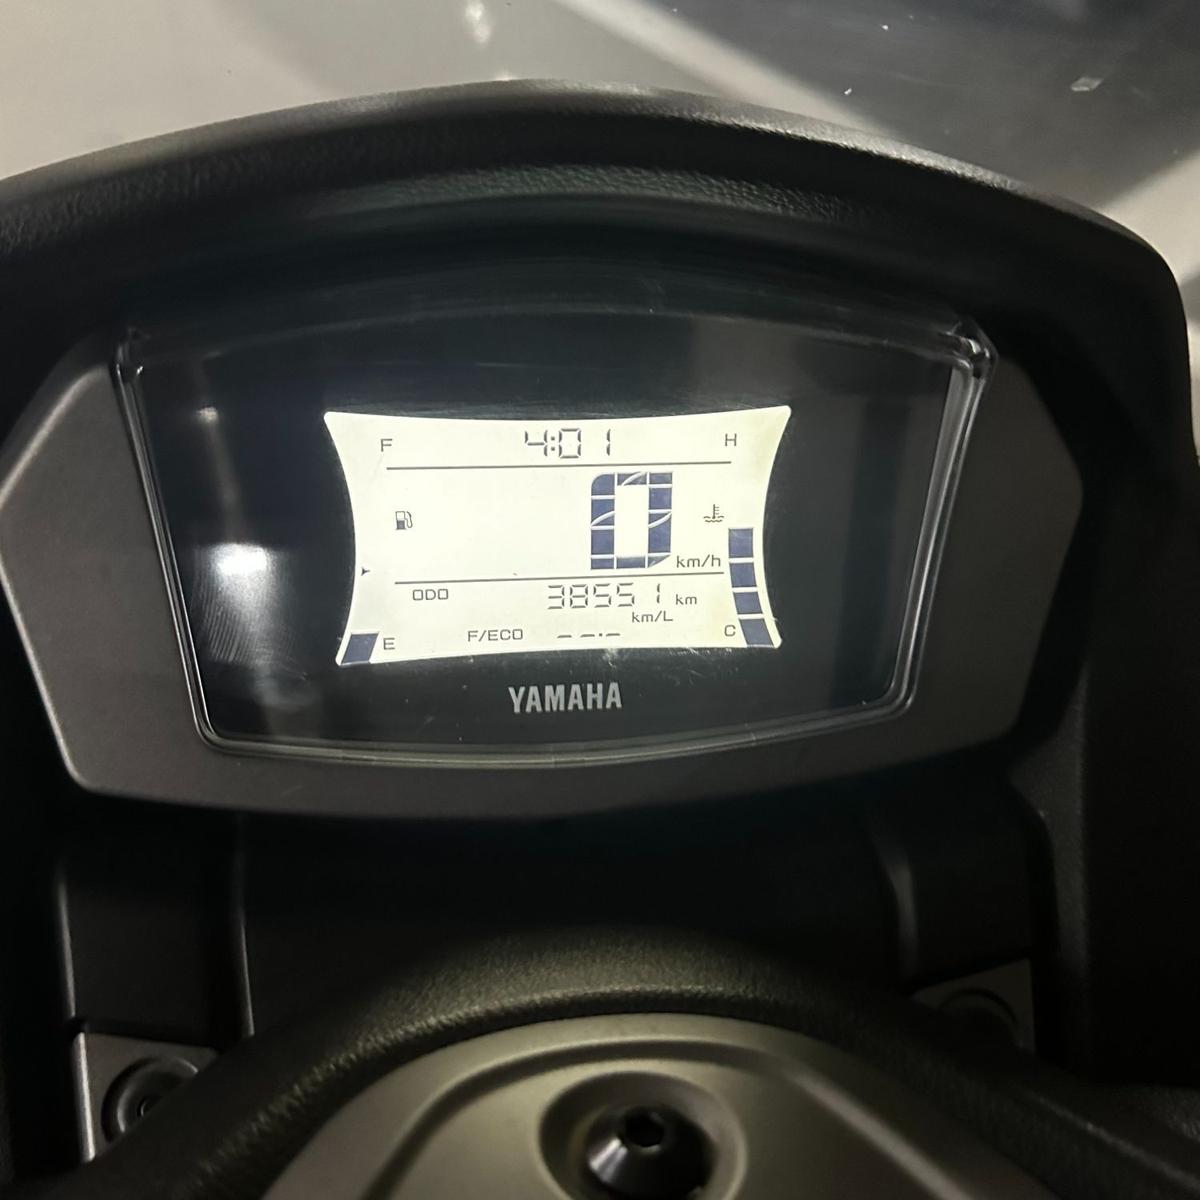 F 4:01 H
0 km/h
ODO 38551 km
km/L
E F/ECO --.- C
YAMAHA